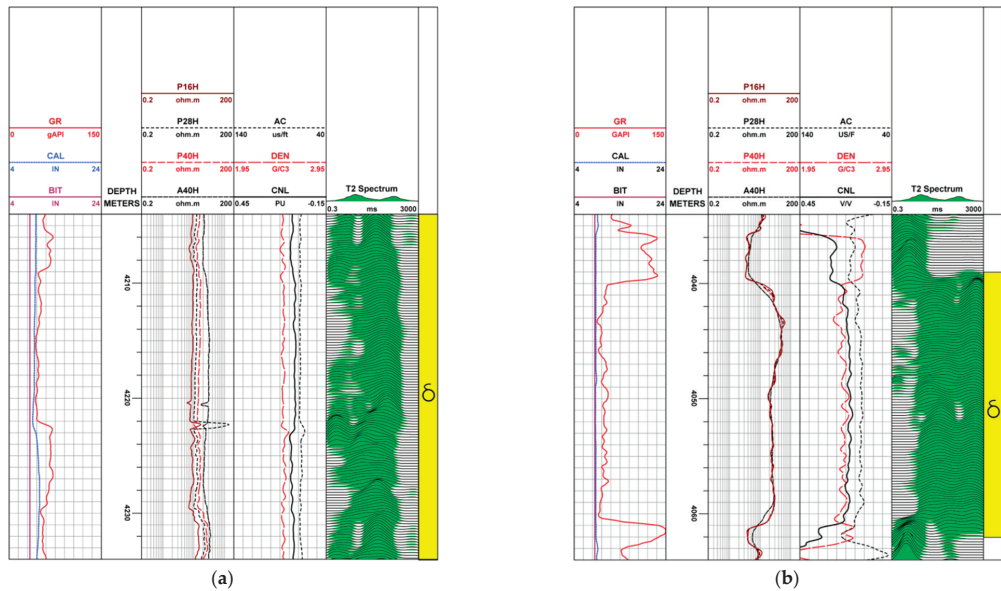 P16H
0.2 ohm.m 200
GR P28H AC
0 gAPI 150 0.2 ohm.m 200 140 us/ft 40
CAL P40H DEN
4 IN 24 0.2 ohm.m 200 1.95 G/C3 2.95
BIT DEPTH A40H CNL T2 Spectrum
4 IN 24 METERS 0.2 ohm.m 200 0.45 PU -0.15 0.3 ms 3000
4210
4220
4230
(a)
P16H
0.2 ohm.m 200
GR P28H AC
0 GAPI 150 0.2 ohm.m 200 140 US/F 40
CAL P40H DEN
4 IN 24 0.2 ohm.m 200 1.95 G/C3 2.95
BIT DEPTH A40H CNL T2 Spectrum
4 IN 24 METERS 0.2 ohm.m 200 0.45 V/V -0.15 0.3 ms 3000
4040
4050
4060
(b)